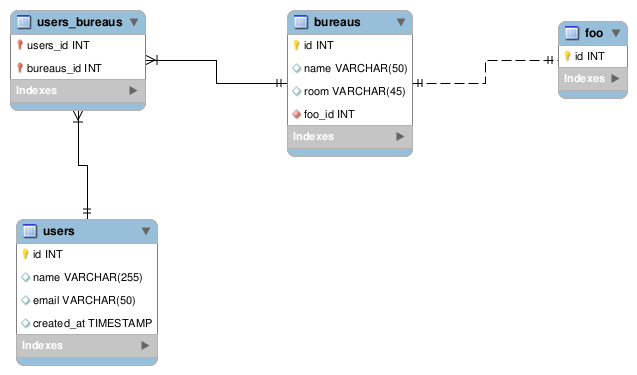 users_bureaus
users_id INT
bureaus_id INT
Indexes
bureaus
id INT
name VARCHAR(50)
room VARCHAR(45)
foo_id INT
Indexes
foo
id INT
Indexes
users
id INT
name VARCHAR(255)
email VARCHAR(50)
created_at TIMESTAMP
Indexes